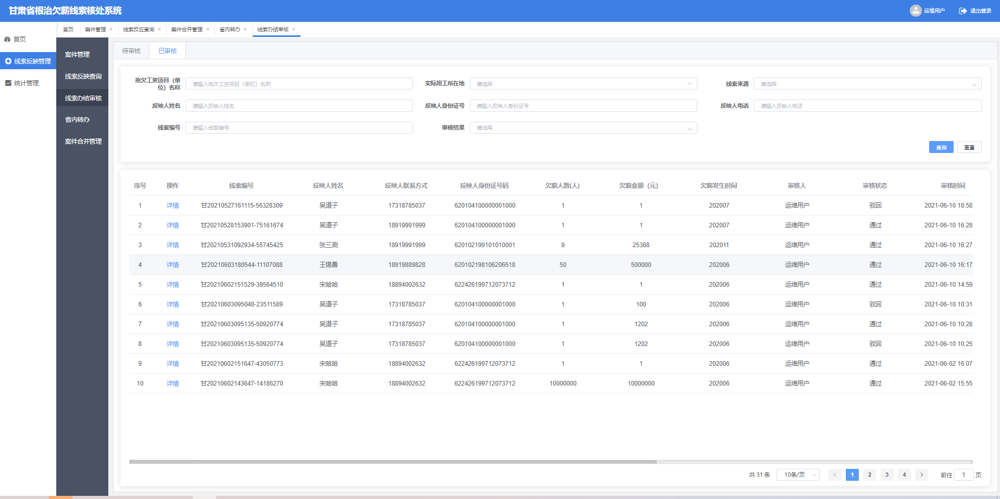 甘肃省根治欠薪线索核处系统
运维用户 退出登录
首页 案件管理 × 线索反应查询 × 案件合并管理 × 省内转办 × 线索办结审核 ×
首页
线索反映管理
统计管理
案件管理
线索反映查询
线索办结审核
省内转办
案件合并管理
待审核 已审核
拖欠工资项目（单
位）名称 请输入拖欠工资项目（单位）名称 实际用工所在地 请选择 线索来源 请选择
反映人姓名 请输入反映人姓名 反映人身份证号 请输入反映人身份证号 反映人电话 请输入反映人电话
线索编号 请输入线索编号 审核结果 请选择
查询 重置
序号 操作 线索编号 反映人姓名 反映人联系方式 反映人身份证号码 欠薪人数(人) 欠薪金额（元) 欠薪发生时间 审核人 审核状态 审核时间
1 详情 甘20210527161115-56328309 吴道子 17318785037 620104100000001000 1 1 202007 运维用户 驳回 2021-06-10 18:58
2 详情 甘20210528153901-75161674 吴道子 18919991999 620104100000001000 1 1 202007 运维用户 通过 2021-06-10 16:28
3 详情 甘20210531092934-55745425 张三测 18919991999 620102199101010001 9 25368 202011 运维用户 通过 2021-06-10 16:27
4 详情 甘20210603180544-11107088 王锡勇 18919889828 620102198106206518 50 500000 202006 运维用户 通过 2021-06-10 16:17
5 详情 甘20210602151529-39564510 宋哈哈 18894002632 622426199712073712 1 1 202006 运维用户 通过 2021-06-10 14:59
6 详情 甘20210603095048-23511589 吴道子 17318785037 620104100000001000 1 100 202006 运维用户 驳回 2021-06-10 10:31
7 详情 甘20210603095135-50920774 吴道子 17318785037 620104100000001000 1 1202 202006 运维用户 通过 2021-06-10 10:28
8 详情 甘20210603095135-50920774 吴道子 17318785037 620104100000001000 1 1202 202006 运维用户 驳回 2021-06-10 10:25
9 详情 甘20210602151647-43050773 宋哈哈 18894002632 622426199712073712 1 1 202006 运维用户 通过 2021-06-02 16:07
10 详情 甘20210602143647-14186270 宋哈哈 18894002632 622426199712073712 10000000 10000000 202006 运维用户 通过 2021-06-02 15:55
共 31 条 10条/页 < 1 2 3 4 > 前往 1 页